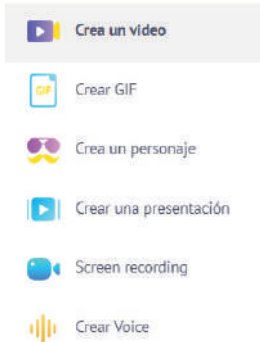 Crea un video
GIF
Crear GIF
Crea un personaje
Crear una presentación
Screen recording
Crear Voice